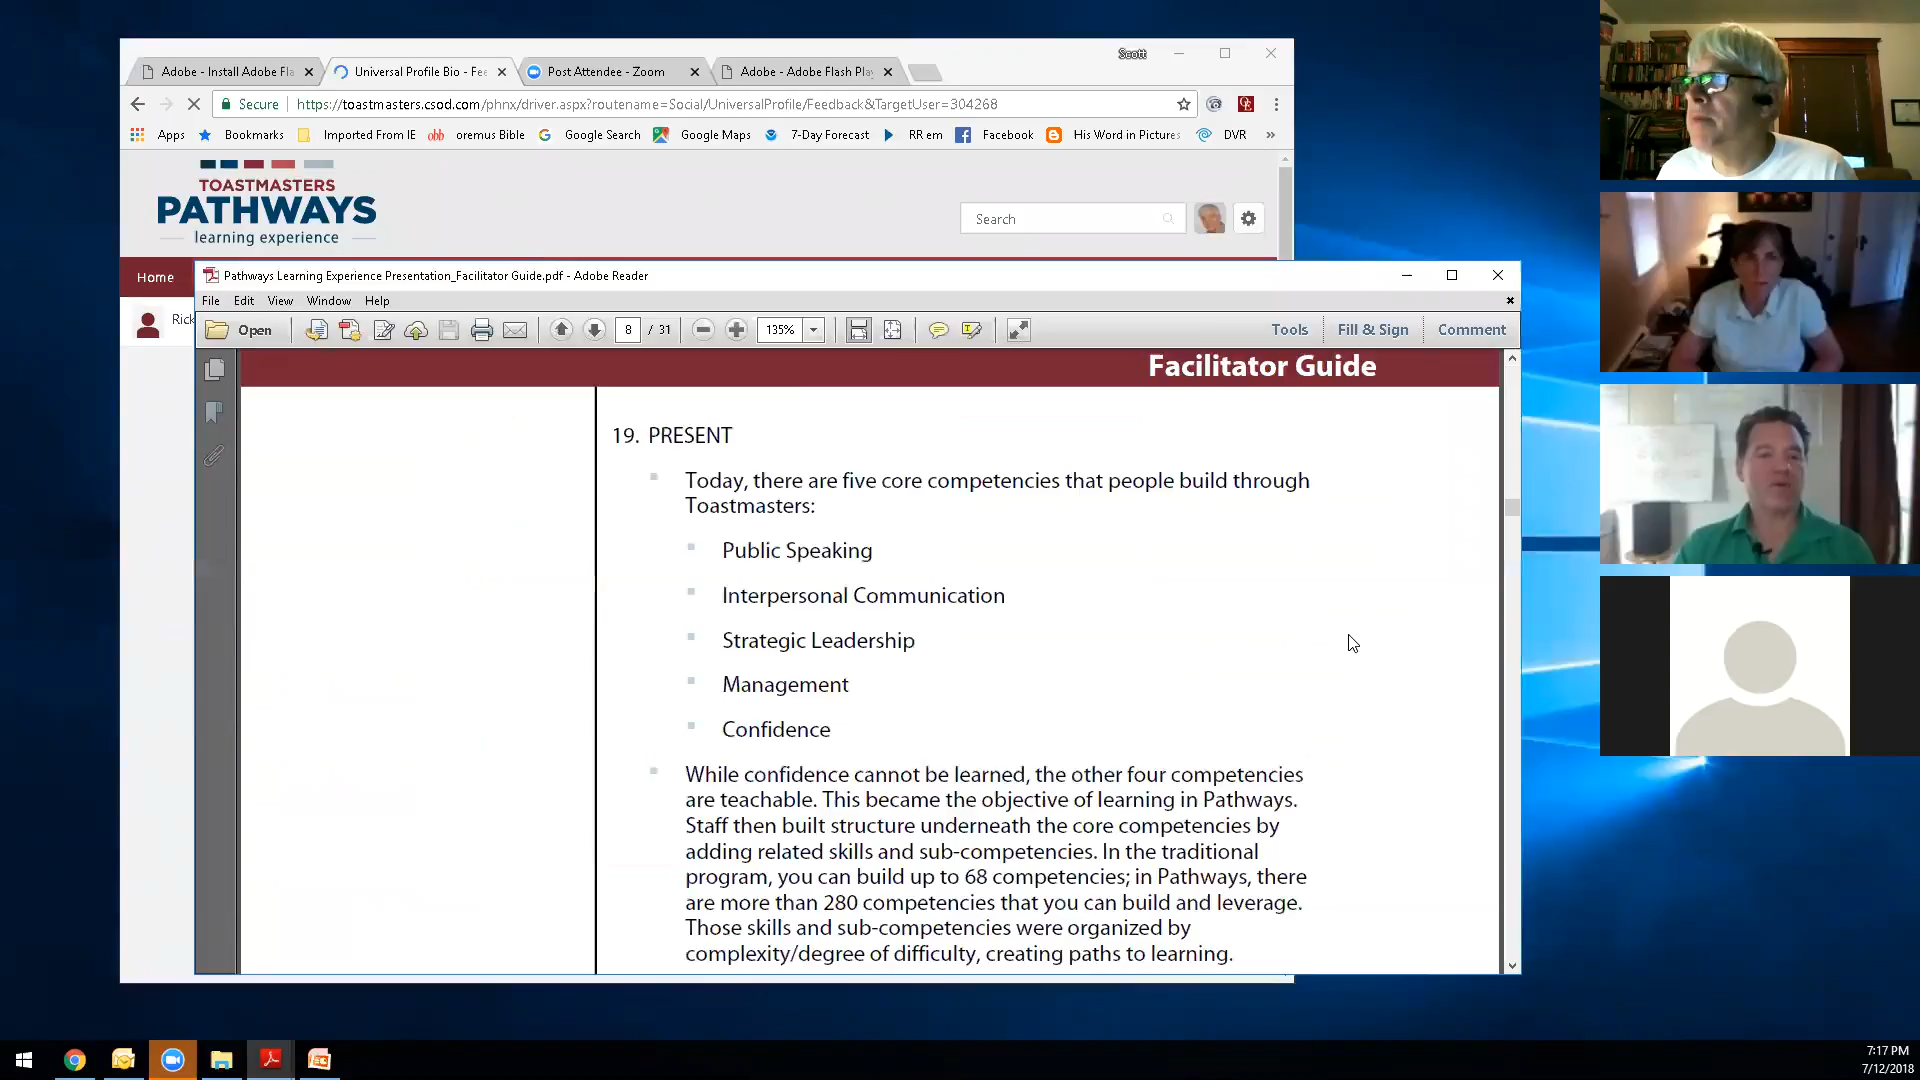 Scott
Adobe - Install Adobe Fla
Universal Profile Bio - Fee
Post Attendee - Zoom
Adobe - Adobe Flash Play
Secure
https://toastmasters.csod.com/phnx/driver.aspx?routename=Social/UniversalProfile/Feedback&TargetUser=304268
Apps
Bookmarks
Imported From IE
oremus Bible
Google Search
Google Maps
7-Day Forecast
RR em
Facebook
His Word in Pictures
DVR
»
TOASTMASTERS
PATHWAYS
learning experience
Search
Home
Pathways Learning Experience Presentation_Facilitator Guide.pdf - Adobe Reader
Rick
File Edit View Window Help
Open
8 / 31
135%
Tools
Fill & Sign
Comment
Facilitator Guide
19. PRESENT
Today, there are five core competencies that people build through
Toastmasters:
Public Speaking
Interpersonal Communication
Strategic Leadership
Management
Confidence
While confidence cannot be learned, the other four competencies
are teachable. This became the objective of learning in Pathways.
Staff then built structure underneath the core competencies by
adding related skills and sub-competencies. In the traditional
program, you can build up to 68 competencies; in Pathways, there
are more than 280 competencies that you can build and leverage.
Those skills and sub-competencies were organized by
complexity/degree of difficulty, creating paths to learning.
7:17 PM
7/12/2018